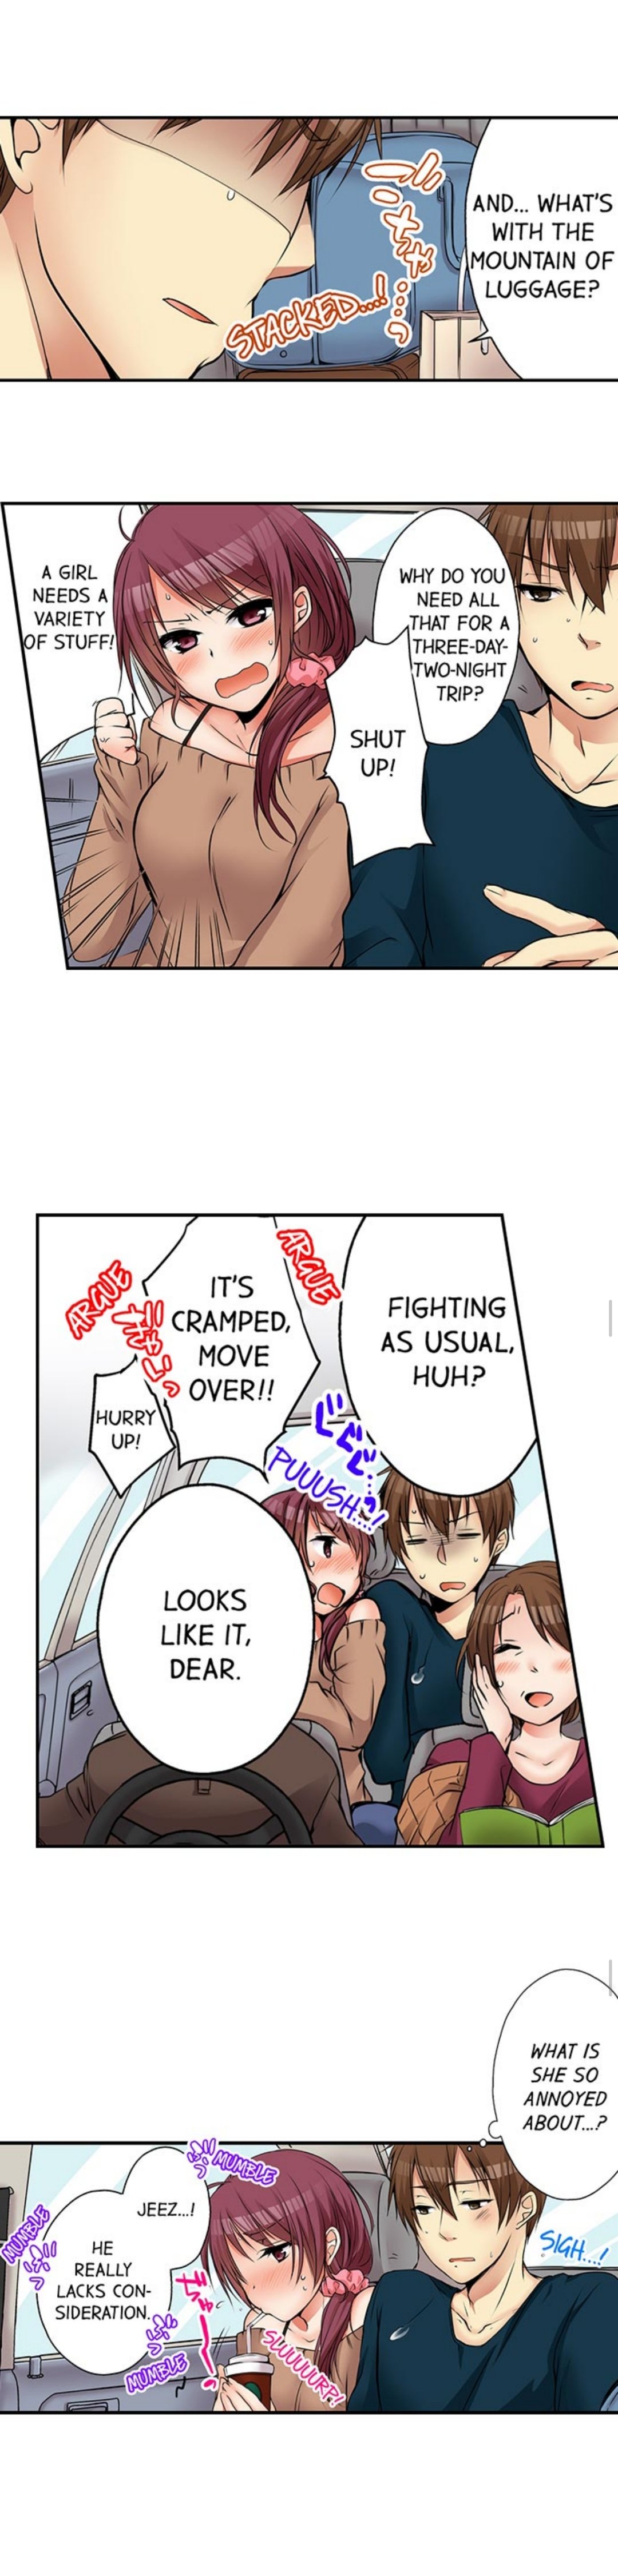 AND... WHAT'S
WITH THE
MOUNTAIN OF
LUGGAGE?
STACKED...!
A GIRL
NEEDS A
VARIETY
OF STUFF!
WHY DO YOU
NEED ALL
THAT FOR A
THREE-DAY-
TWO-NIGHT
TRIP?
SHUT
UP!
ARGUE
ARGUE
IT'S
CRAMPED,
MOVE
OVER!!
FIGHTING
AS USUAL,
HUH?
HURRY
UP!
PUUUSH...!
LOOKS
LIKE IT,
DEAR.
WHAT IS
SHE SO
ANNOYED
ABOUT...?
MUMBLE
JEEZ...!
MUMBLE
HE
REALLY
LACKS CON-
SIDERATION.
SIGH...!
MUMBLE
SLUUUUURP!